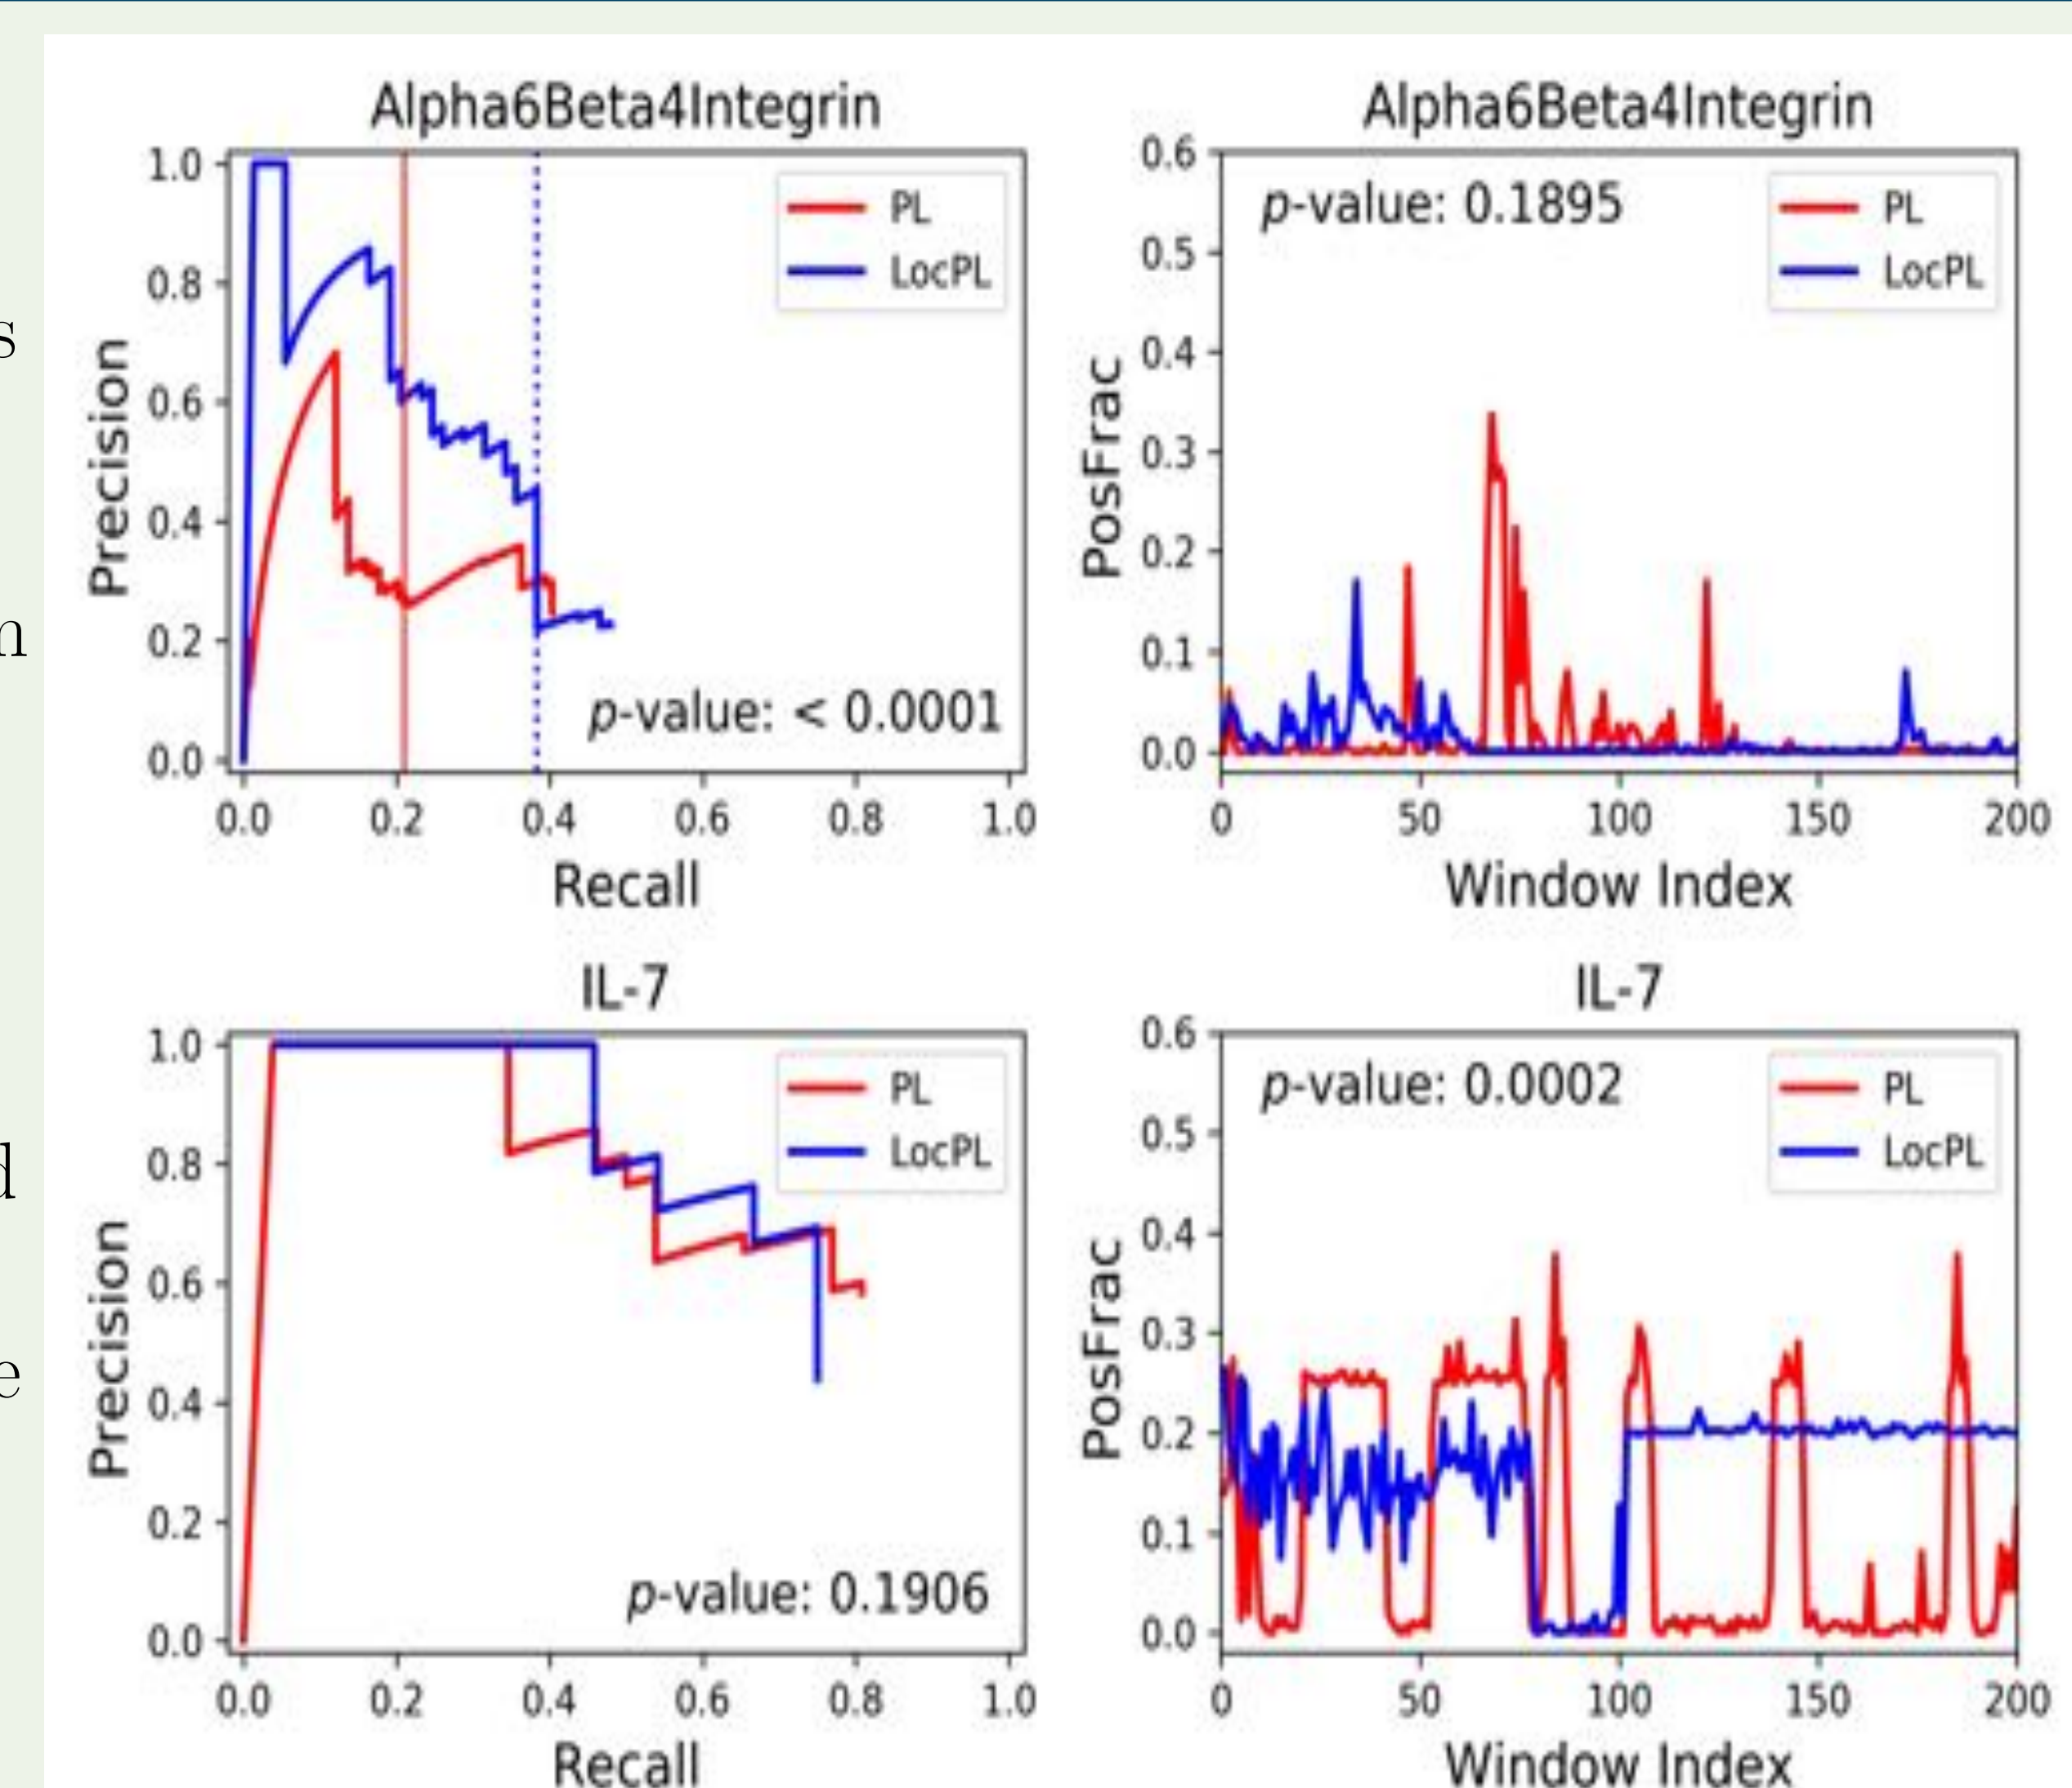 s
n
d
e
Alpha6Beta4Integrin
1.0
0.8
0.6
0.4
0.2
0.0
Precision
PL
LocPL
p-value: < 0.0001
0.0 0.2 0.4 0.6 0.8 1.0
Recall
Alpha6Beta4Integrin
0.6
0.5
0.4
0.3
0.2
0.1
0.0
PosFrac
p-value: 0.1895
PL
LocPL
0 50 100 150 200
Window Index
IL-7
1.0
0.8
0.6
0.4
0.2
0.0
Precision
PL
LocPL
p-value: 0.1906
0.0 0.2 0.4 0.6 0.8 1.0
Recall
IL-7
0.6
0.5
0.4
0.3
0.2
0.1
0.0
PosFrac
p-value: 0.0002
PL
LocPL
0 50 100 150 200
Window Index